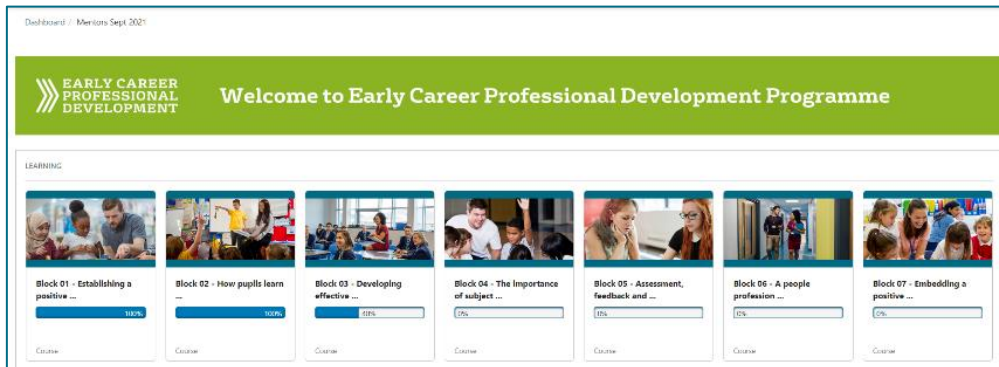 Dashboard / Mentors Sept 2021
EARLY CAREER
PROFESSIONAL
DEVELOPMENT
Welcome to Early Career Professional Development Programme
LEARNING
Block 01 - Establishing a
positive ...
100%
Course
Block 02 - How pupils learn
...
100%
Course
Block 03 - Developing
effective ...
40%
Course
Block 04 - The importance
of subject ...
0%
Course
Block 05 - Assessment,
feedback and ...
0%
Course
Block 06 - A people
profession ...
0%
Course
Block 07 - Embedding a
positive ...
0%
Course